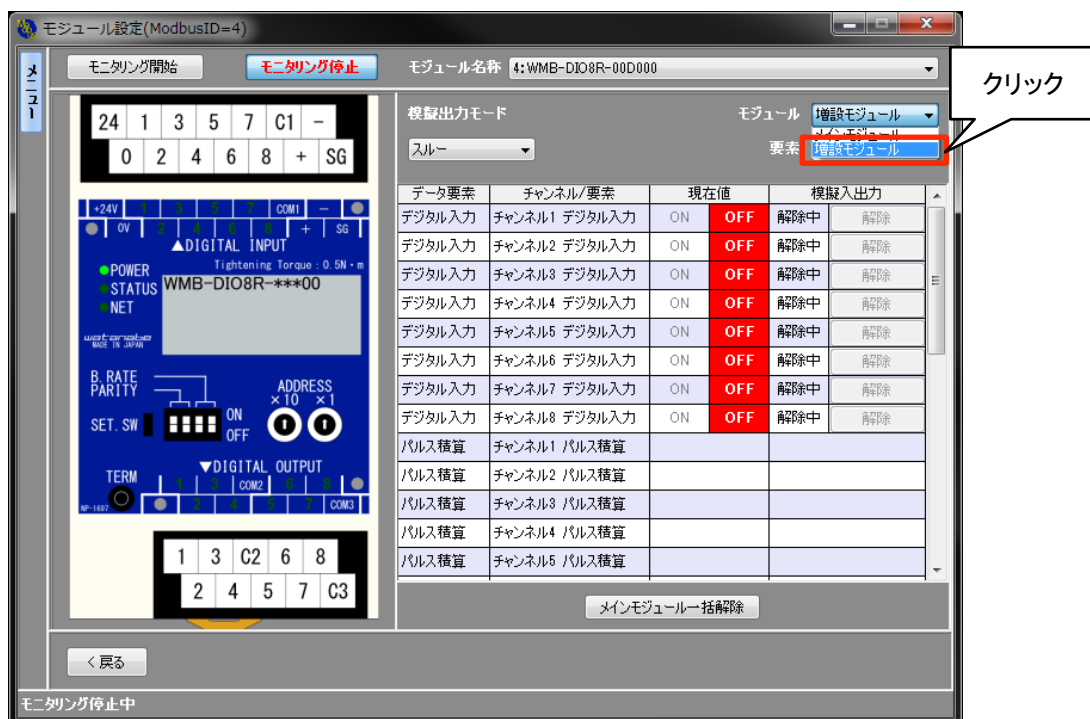 モジュール設定(ModbusID=4)
メニュー
モニタリング開始 モニタリング停止 モジュール名称 4:WMB-DIO8R-00D000
クリック
模擬出力モード モジュール 増設モジュール
メインモジュール
スルー 要素 増設モジュール
24 1 3 5 7 C1 −
0 2 4 6 8 + SG
+24V 1 3 5 7 COM1 − 
0V 2 4 6 8 + SG
▲DIGITAL INPUT
Tightening Torque : 0.5N・m
POWER
STATUS
NET
WMB-DIO8R-***00
watanabe
MADE IN JAPAN
B.RATE
PARITY
ADDRESS
×10 ×1
SET.SW
ON
OFF
▼DIGITAL OUTPUT
TERM
1 3 COM2 6 8
NP-1697
2 4 5 7 COM3
1 3 C2 6 8
2 4 5 7 C3
データ要素 チャンネル/要素 現在値 模擬入出力
デジタル入力 チャンネル1 デジタル入力 ON OFF 解除中 解除
デジタル入力 チャンネル2 デジタル入力 ON OFF 解除中 解除
デジタル入力 チャンネル3 デジタル入力 ON OFF 解除中 解除
デジタル入力 チャンネル4 デジタル入力 ON OFF 解除中 解除
デジタル入力 チャンネル5 デジタル入力 ON OFF 解除中 解除
デジタル入力 チャンネル6 デジタル入力 ON OFF 解除中 解除
デジタル入力 チャンネル7 デジタル入力 ON OFF 解除中 解除
デジタル入力 チャンネル8 デジタル入力 ON OFF 解除中 解除
パルス積算 チャンネル1 パルス積算
パルス積算 チャンネル2 パルス積算
パルス積算 チャンネル3 パルス積算
パルス積算 チャンネル4 パルス積算
パルス積算 チャンネル5 パルス積算
メインモジュール一括解除
<戻る
モニタリング停止中